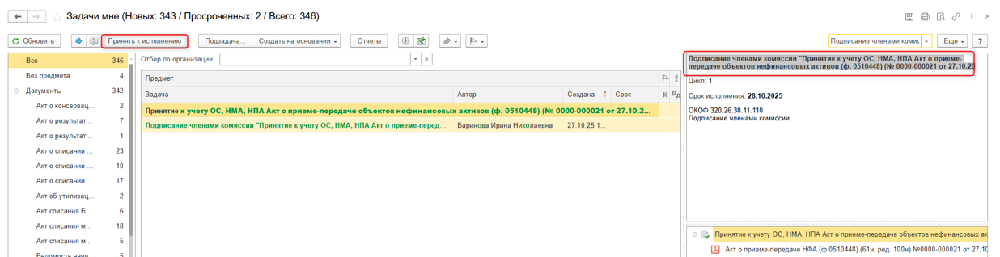 Задачи мне (Новых: 343 / Просроченных: 2 / Всего: 346)
Обновить Принять к исполнению Подзадача... Создать на основании Отчеты Подписание членами комис × Еще ?
Все 346
Без предмета 4
Документы 342
Акт о консервац... 2
Акт о результат... 7
Акт о результат... 1
Акт о списании ... 23
Акт о списании ... 10
Акт о списании ... 17
Акт об утилизац... 2
Акт списания Б... 6
Акт списания м... 18
Акт списания м... 5
Ведомость начи... 5
Отбор по организации:
Предмет
Задача Автор Создана ↑ Срок К Рд
Принятие к учету ОС, НМА, НПА Акт о приеме-передаче объектов нефинансовых активов (ф. 0510448) (№ 0000-000021 от 27.10.2...
Подписание членами комиссии "Принятие к учету ОС, НМА, НПА Акт о приеме-перед... Баринова Ирина Николаевна 27.10.25 1...
Подписание членами комиссии "Принятие к учету ОС, НМА, НПА Акт о приеме-
передаче объектов нефинансовых активов (ф. 0510448) (№ 0000-000021 от 27.10.20
Цикл: 1
Срок исполнения: 28.10.2025
ОКОФ 320.26.30.11.110
Подписание членами комиссии
Принятие к учету ОС, НМА, НПА Акт о приеме-передаче объектов нефинансовых ак
Акт о приеме-передаче НФА (ф.0510448) (61н, ред. 100н) №0000-000021 от 27.10